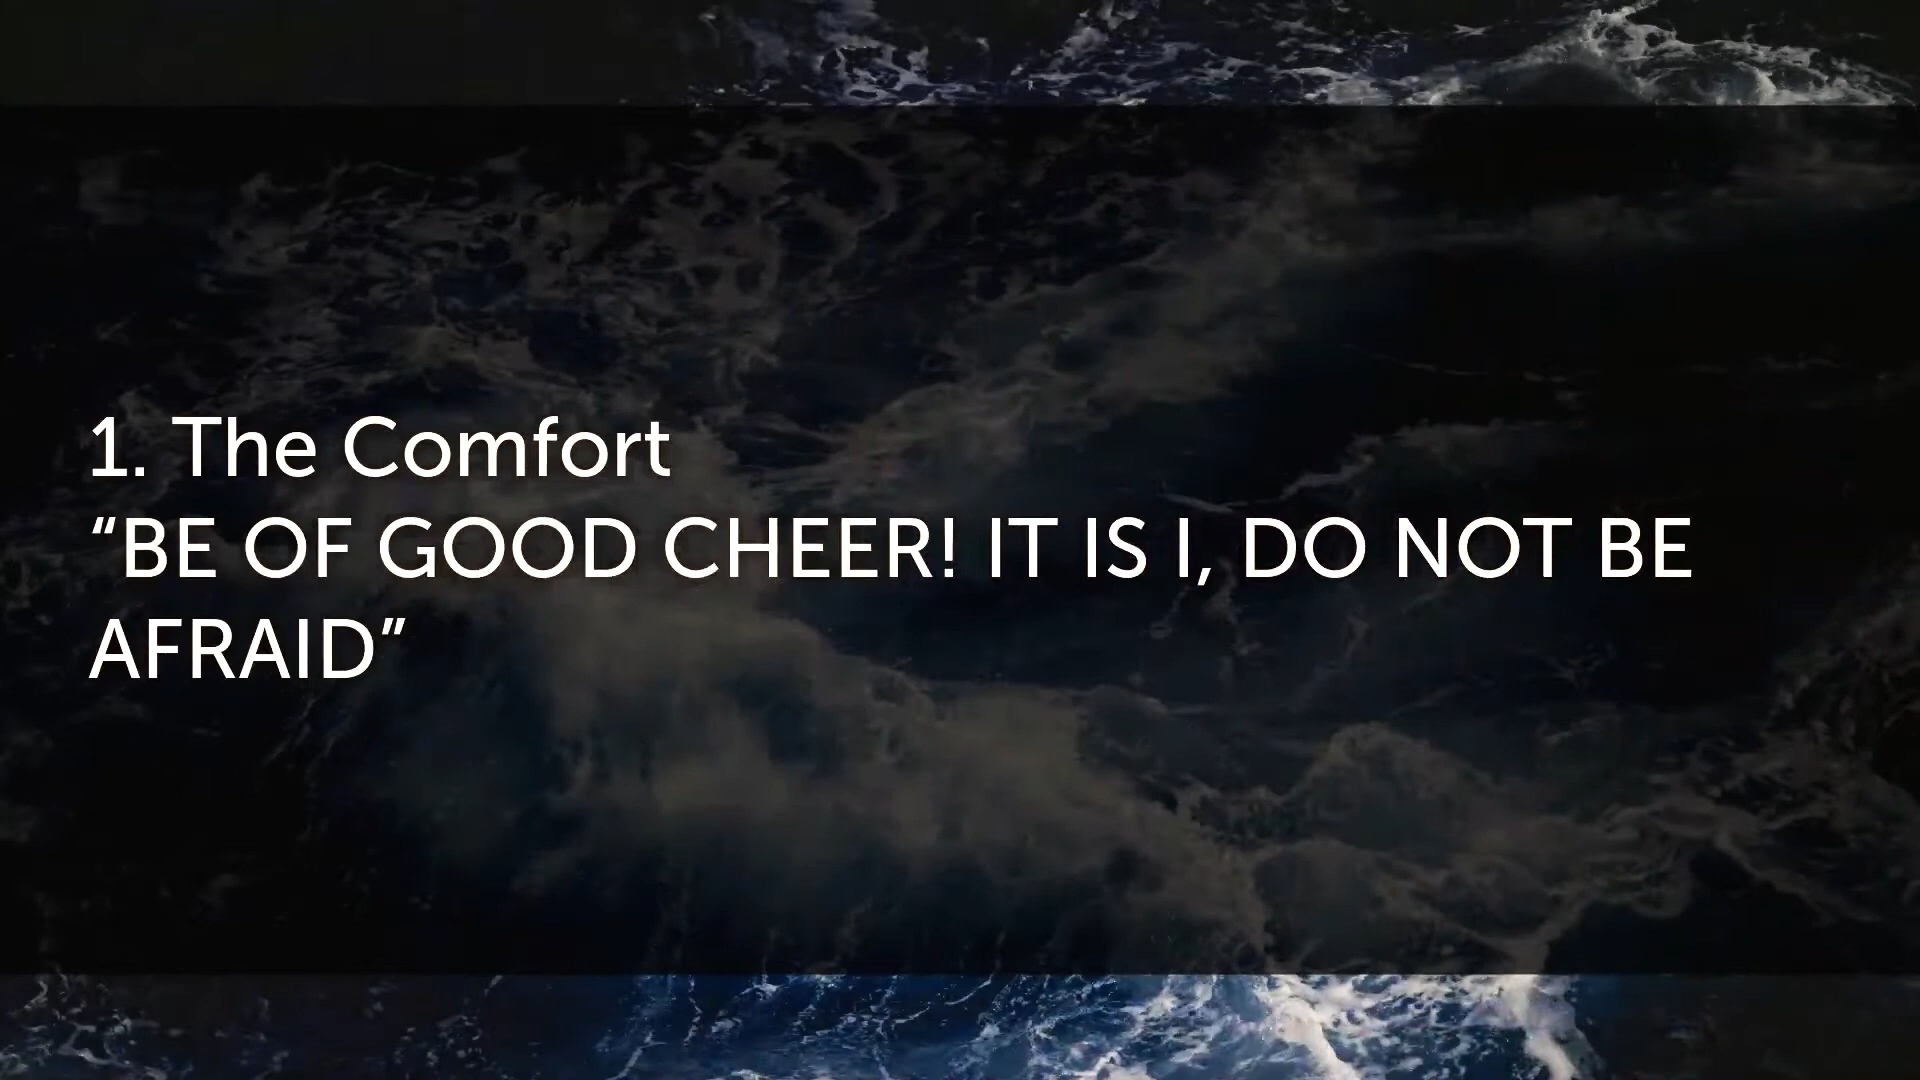 1. The Comfort
“BE OF GOOD CHEER! IT IS I, DO NOT BE
AFRAID”